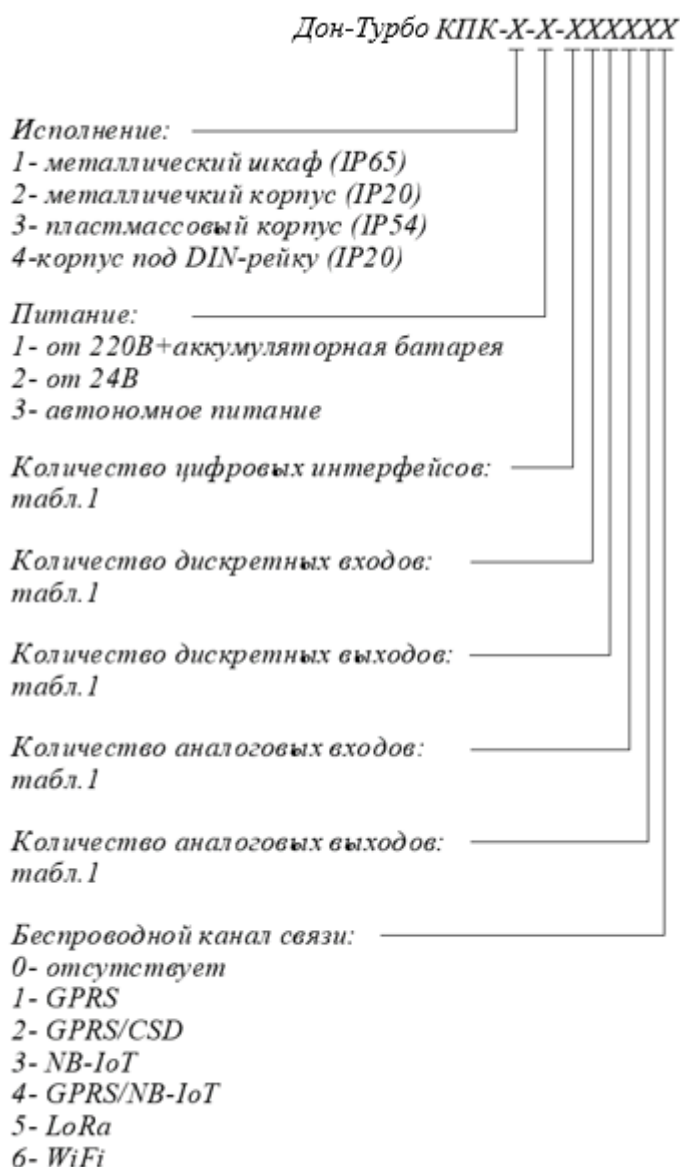 Дон-Турбо КПК-X-X-XXXXXX
Исполнение:
1- металлический шкаф (IP65)
2- металличечкий корпус (IP20)
3- пластмассовый корпус (IP54)
4-корпус под DIN-рейку (IP20)
Питание:
1- от 220В+аккумуляторная батарея
2- от 24В
3- автономное питание
Количество цифровых интерфейсов:
табл.1
Количество дискретных входов:
табл.1
Количество дискретных выходов:
табл.1
Количество аналоговых входов:
табл.1
Количество аналоговых выходов:
табл.1
Беспроводной канал связи:
0- отсутствует
1- GPRS
2- GPRS/CSD
3- NB-IoT
4- GPRS/NB-IoT
5- LoRa
6- WiFi